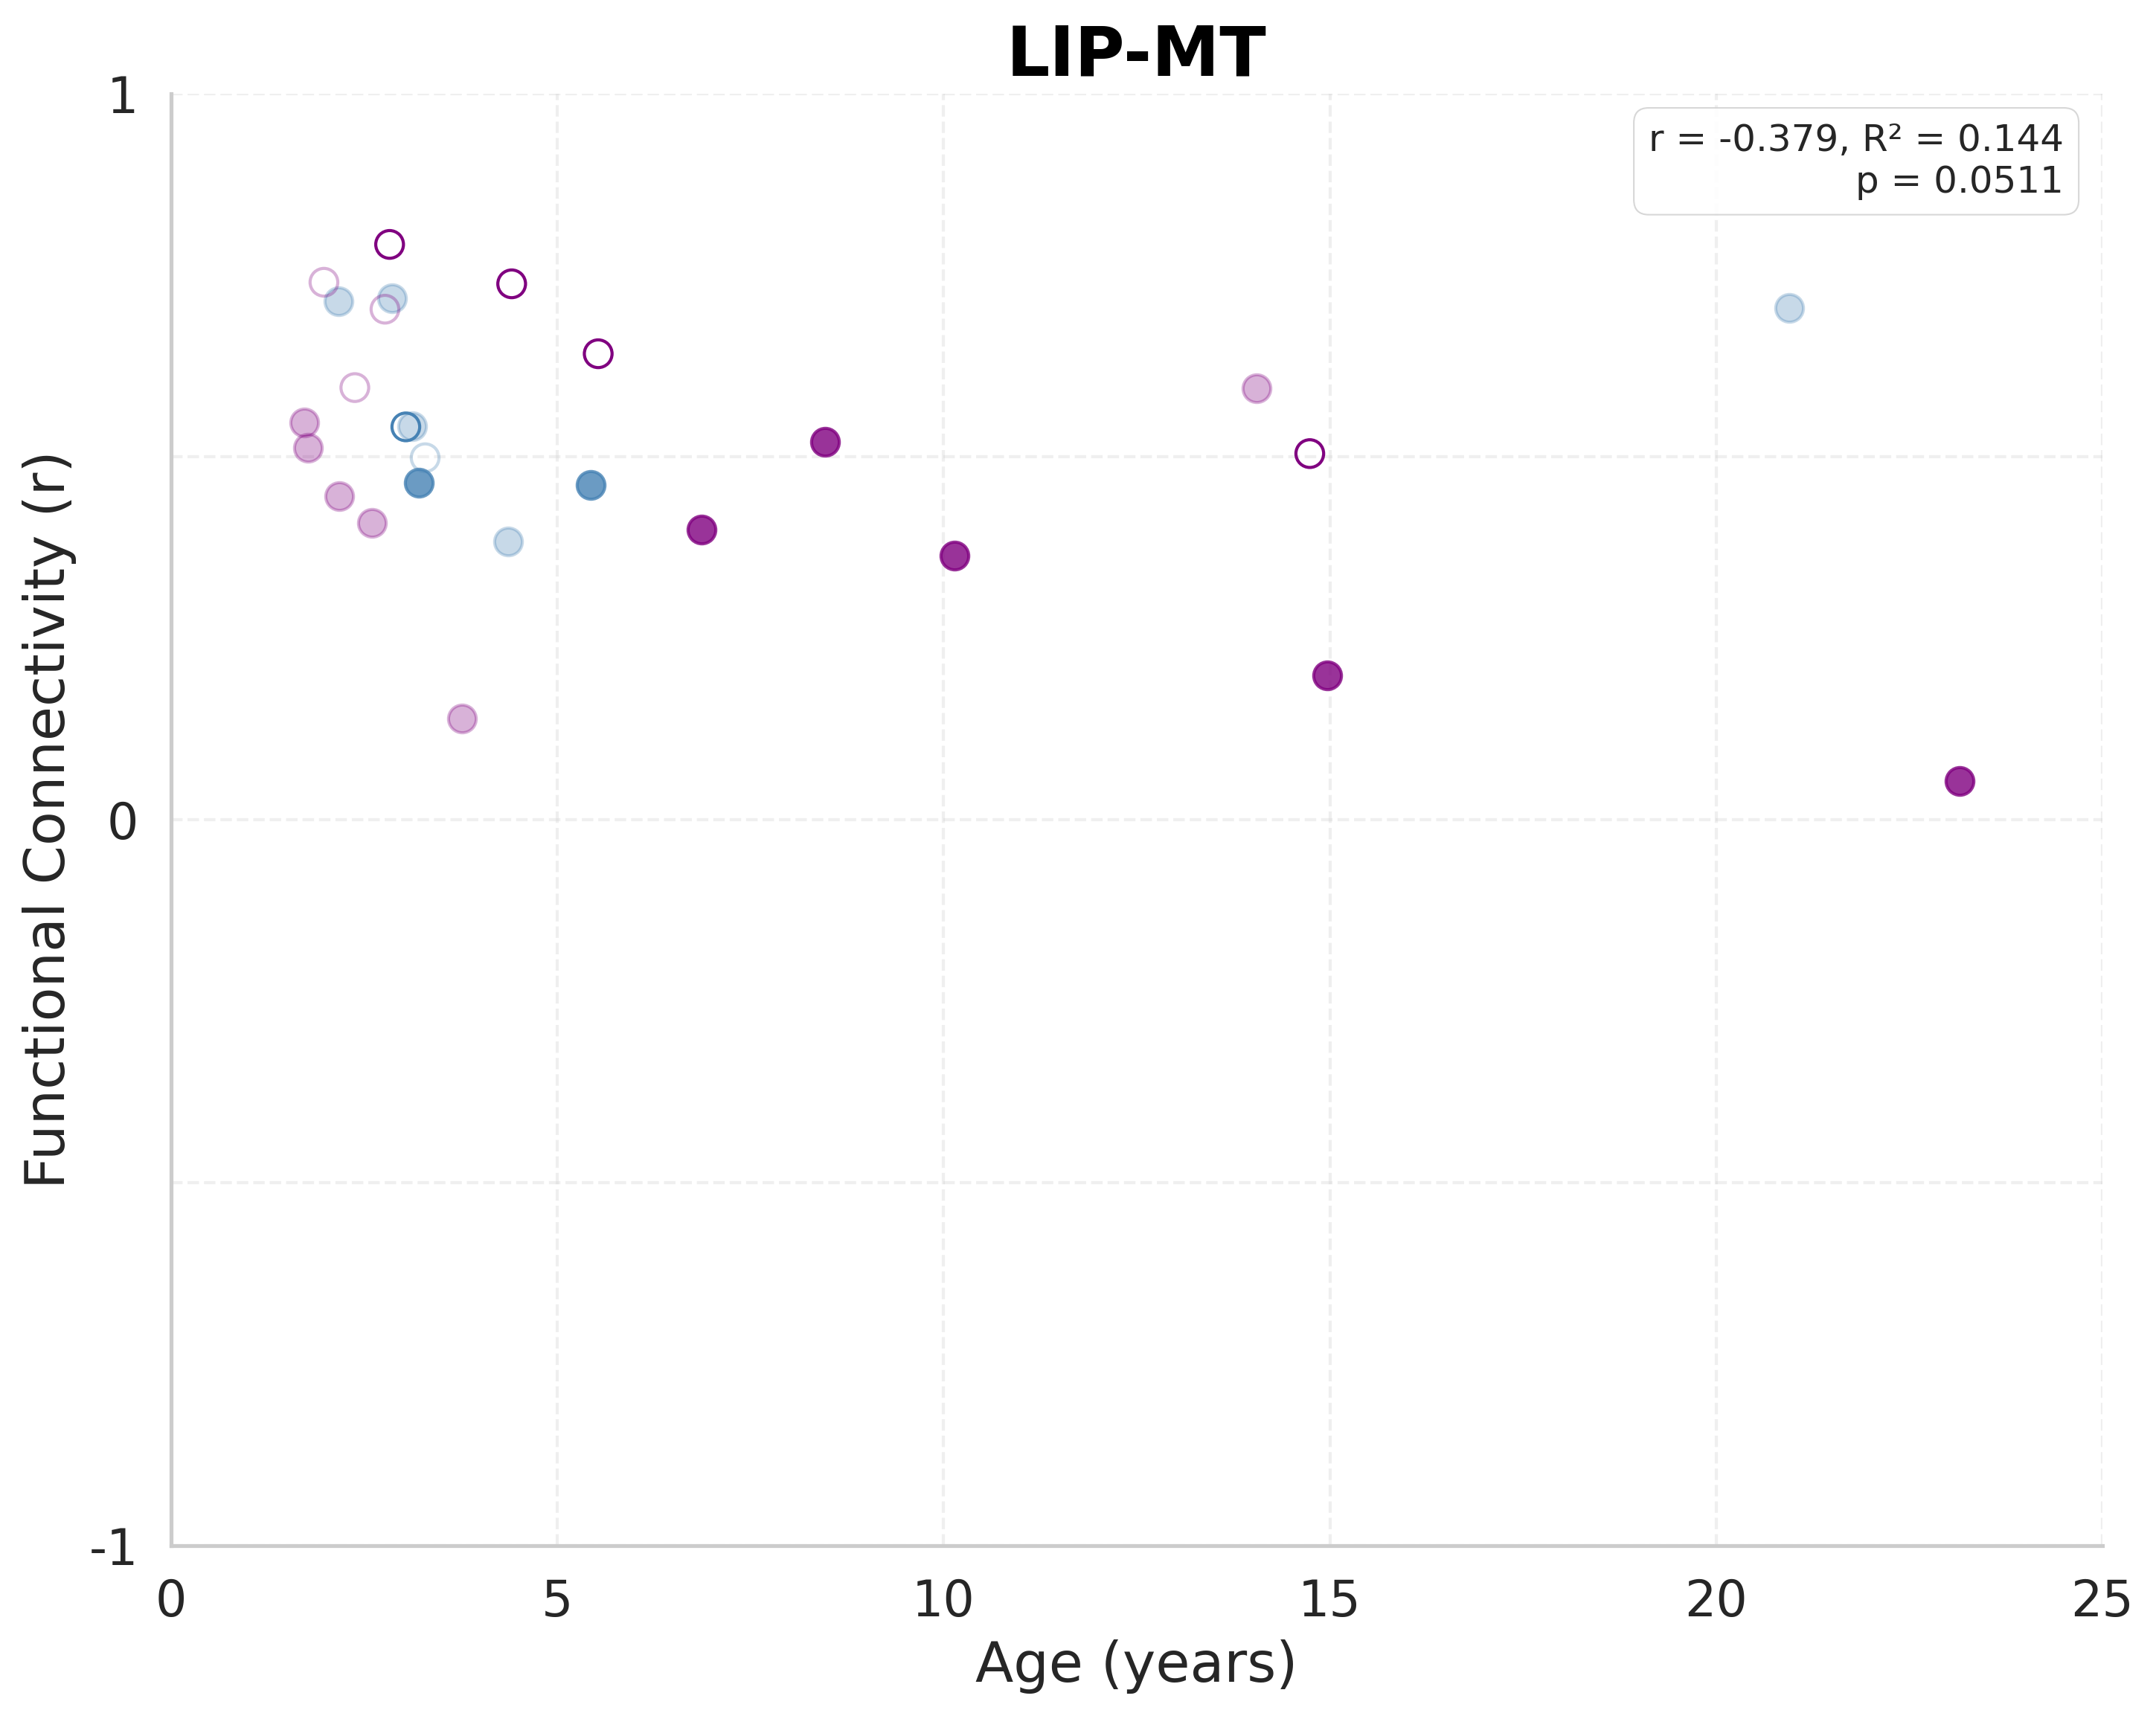 LIP-MT
r = -0.379, R² = 0.144
p = 0.0511
Functional Connectivity (r)
1
0
-1
0 5 10 15 20 25
Age (years)